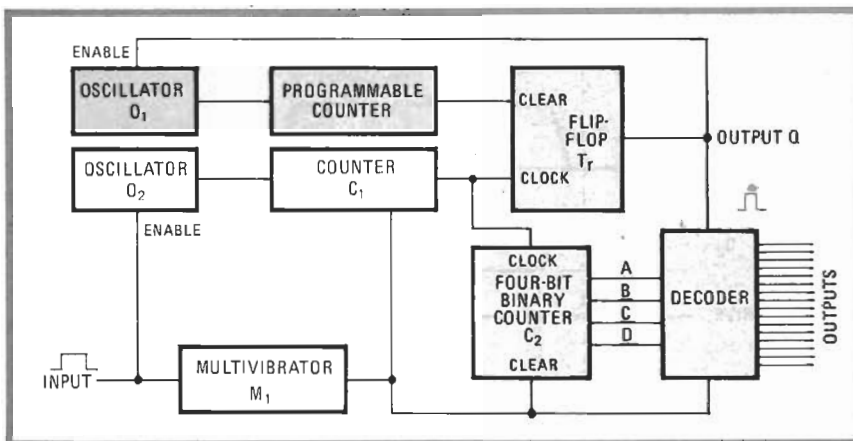 ENABLE
OSCILLATOR
O1
PROGRAMMABLE
COUNTER
CLEAR
FLIP-
FLOP
Tr
CLOCK
OUTPUT Q
OSCILLATOR
O2
COUNTER
C1
ENABLE
CLOCK
FOUR-BIT
BINARY
COUNTER
C2
CLEAR
A
B
C
D
DECODER
OUTPUTS
INPUT
MULTIVIBRATOR
M1